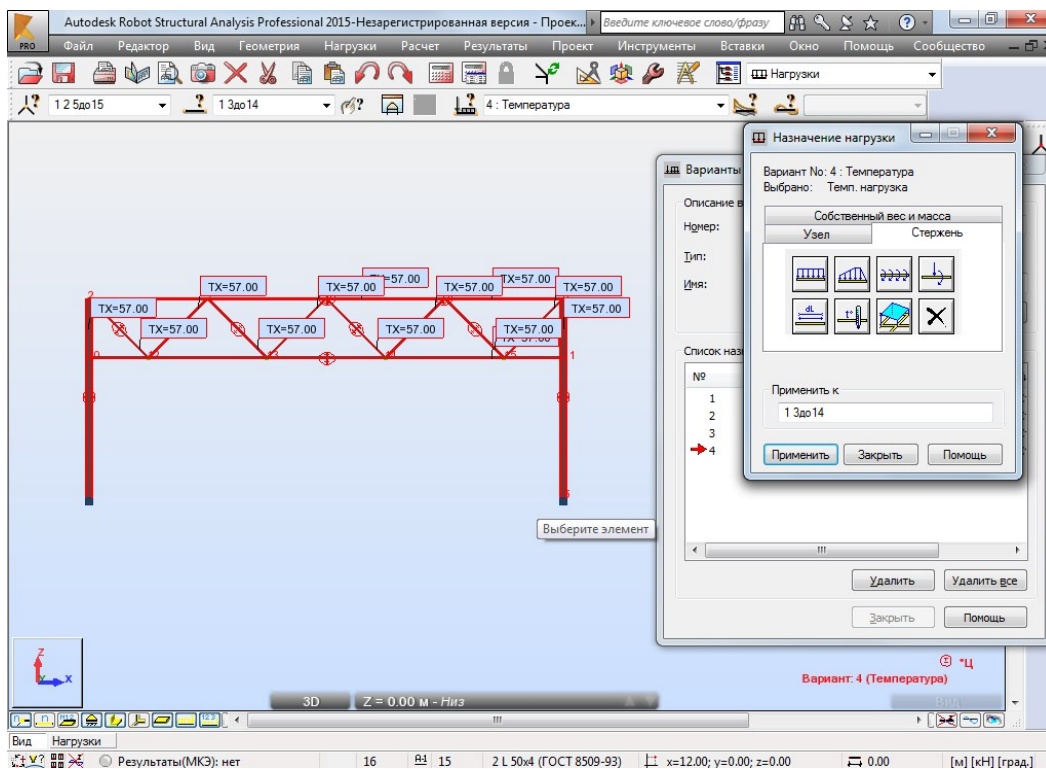 Autodesk Robot Structural Analysis Professional 2015-Незарегистрированная версия - Проек...
Введите ключевое слово/фразу
PRO
Файл Редактор Вид Геометрия Нагрузки Расчет Результаты Проект Инструменты Вставки Окно Помощь Сообщество
Нагрузки
1 2 5до15
1 3до14
4 : Температура
Назначение нагрузки
Вариант No: 4 : Температура
Выбрано: Темп. нагрузка
Собственный вес и масса
Узел
Стержень
Применить к
1 3до14
Применить
Закрыть
Помощь
Варианты
Описание в
Номер:
Тип:
Имя:
Список наз
№
1
2
3
4
Удалить
Удалить все
Закрыть
Помощь
2
TX=57.00
TX=57.00
TX=57.00
TX=57.00
TX=57.00
TX=57.00
TX=57.00
TX=57.00
TX=57.00
TX=57.00
TX=57.00
TX=57.00
1
Выберите элемент
Z
X
°Ц
Вариант: 4 (Температура)
3D
Z = 0.00 м - Низ
Вид
Вид
Нагрузки
Результаты(МКЭ): нет
16
15
2 L 50x4 (ГОСТ 8509-93)
x=12.00; y=0.00; z=0.00
0.00
[м] [кН] [град.]